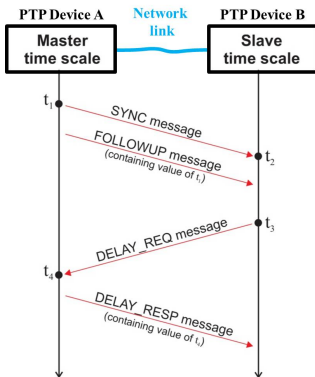 PTP Device A
Network
link
PTP Device B
Master
time scale
Slave
time scale
t₁
SYNC message
FOLLOWUP message
(containing value of t₁)
t₂
t₃
DELAY_REQ message
t₄
DELAY_RESP message
(containing value of t₄)